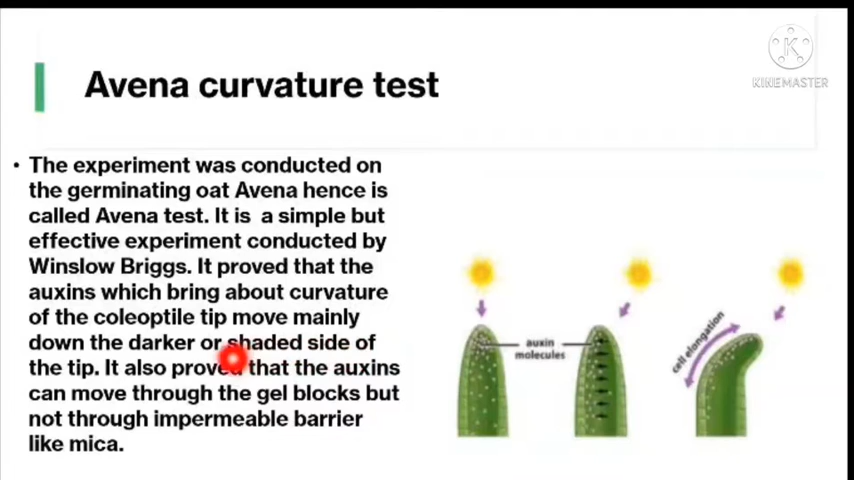 KINEMASTER
Avena curvature test
• The experiment was conducted on
the germinating oat Avena hence is
called Avena test. It is a simple but
effective experiment conducted by
Winslow Briggs. It proved that the
auxins which bring about curvature
of the coleoptile tip move mainly
down the darker or shaded side of
the tip. It also proved that the auxins
can move through the gel blocks but
not through impermeable barrier
like mica.
auxin
molecules
cell elongation